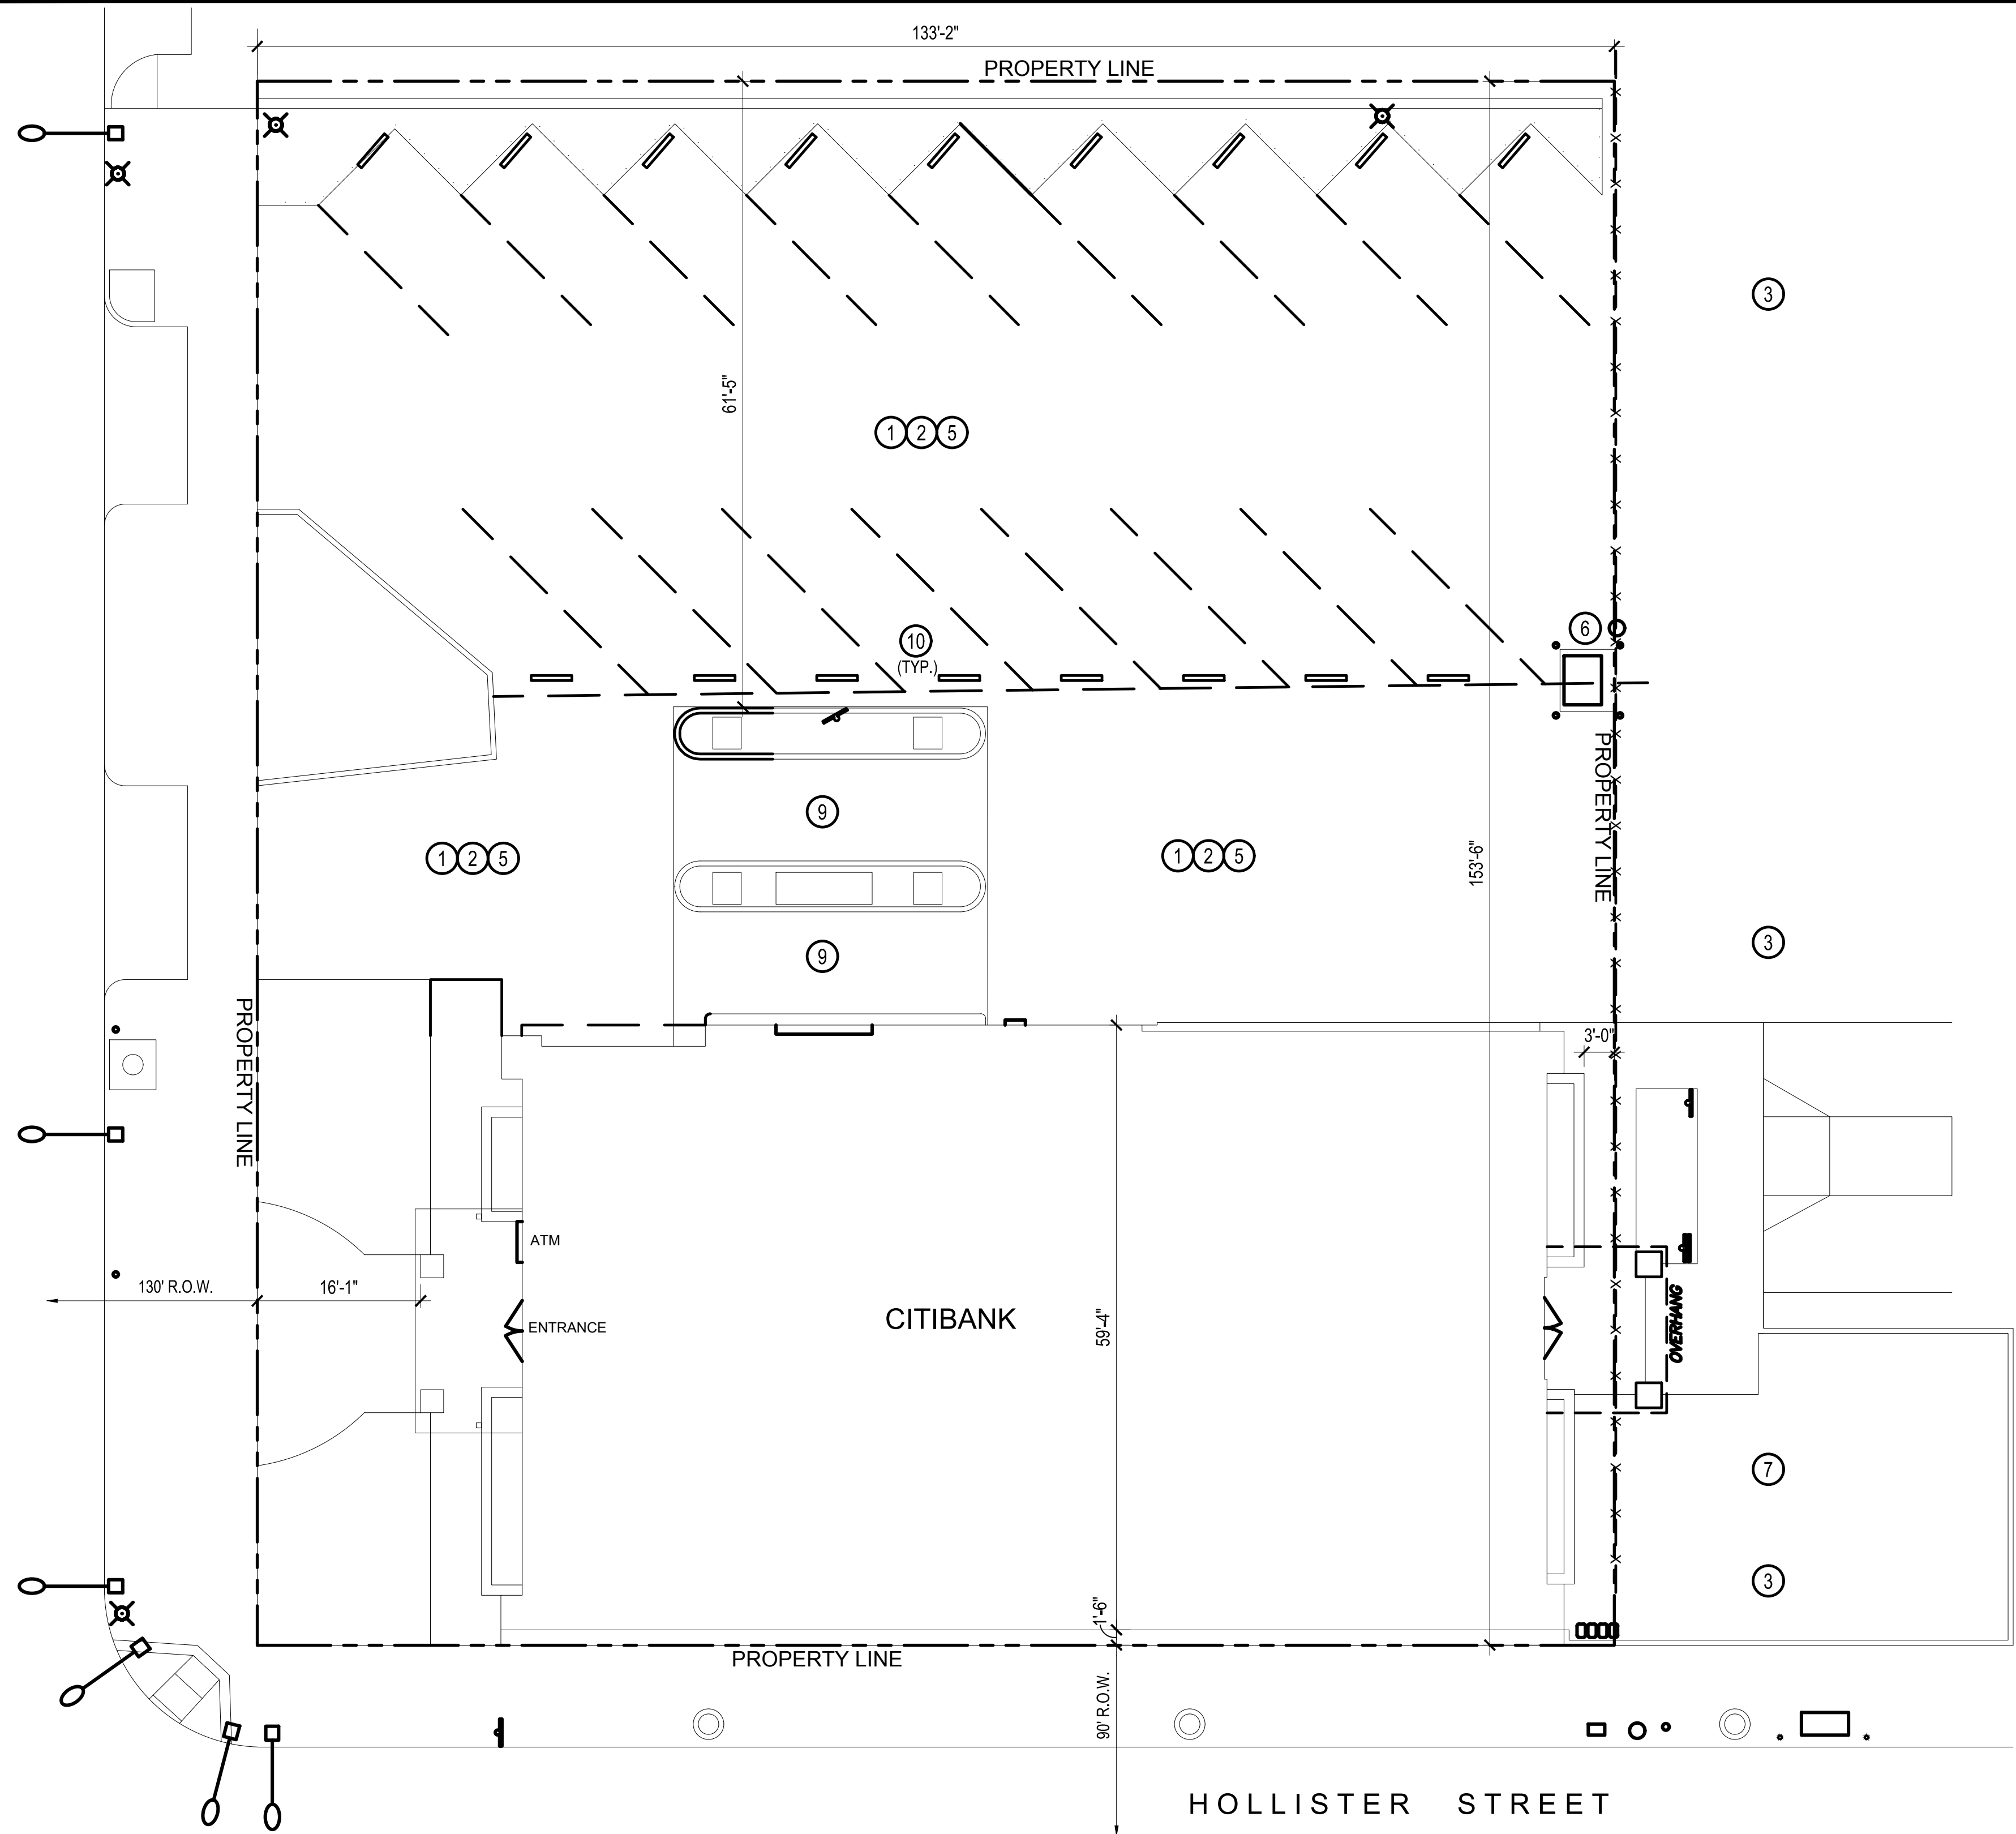 133'-2"
PROPERTY LINE
3
61'-5"
1 2 5
6
10
(TYP.)
PROPERTY LINE
9
1 2 5
1 2 5
153'-6"
3
9
PROPERTY LINE
3'-0"
ATM
130' R.O.W.
16'-1"
ENTRANCE
CITIBANK
59'-4"
OVERHANG
7
3
1'-6"
PROPERTY LINE
90' R.O.W.
HOLLISTER STREET